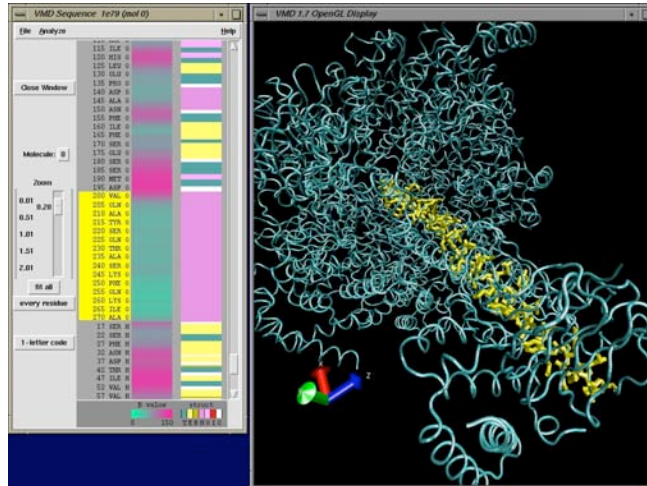 VMD Sequence 1e79 (mol 0)
File Analyze Help
115 ILE G
120 HIS G
125 LEU G
130 GLU G
135 PRO G
140 ASP G
145 ALA G
150 ASN G
155 PHE G
160 ILE G
165 PHE G
170 SER G
175 GLU G
180 SER G
185 SER G
190 MET G
195 ASP G
200 VAL G
205 GLN G
210 ALA G
215 TYR G
220 SER G
225 GLN G
230 THR G
235 ALA G
240 SER G
245 LYS G
250 PHE G
255 GLN G
260 LYS G
265 ILE G
270 ALA G
17 SER H
22 SER H
27 PHE H
32 ASN H
37 ASP H
42 THR H
47 ILE H
52 VAL H
57 VAL H
Close Window
Molecule: 0
Zoom
0.01
0.20
0.51
1.01
1.51
2.01
fit all
every residue
1-letter code
B value
0 150
struct
T E B H G I C
VMD 1.7 OpenGL Display
z